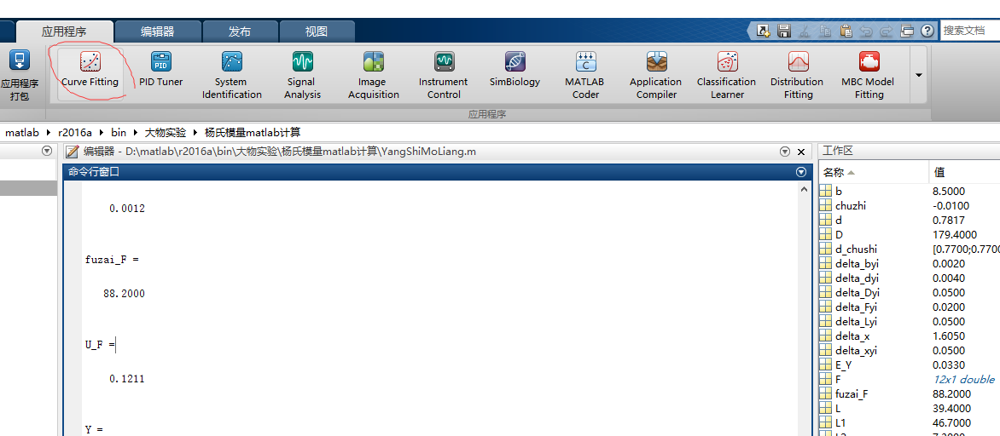 应用程序 编辑器 发布 视图
搜索文档
应用程序
打包
Curve Fitting
PID Tuner
System
Identification
Signal
Analysis
Image
Acquisition
Instrument
Control
SimBiology
MATLAB
Coder
Application
Compiler
Classification
Learner
Distribution
Fitting
MBC Model
Fitting
PID
C
应用程序
matlab r2016a bin 大物实验 杨氏模量matlab计算
编辑器 - D:\matlab\r2016a\bin\大物实验\杨氏模量matlab计算\YangShiMoLiang.m
命令行窗口
0.0012
fuzai_F =
88.2000
U_F =
0.1211
Y =
工作区
名称 值
b 8.5000
chuzhi -0.0100
d 0.7817
D 179.4000
d_chushi [0.7700;0.7700
delta_byi 0.0020
delta_dyi 0.0040
delta_Dyi 0.0500
delta_Fyi 0.0200
delta_Lyi 0.0500
delta_x 1.6050
delta_xyi 0.0500
E_Y 0.0330
F 12x1 double
fuzai_F 88.2000
L 39.4000
L1 46.7000